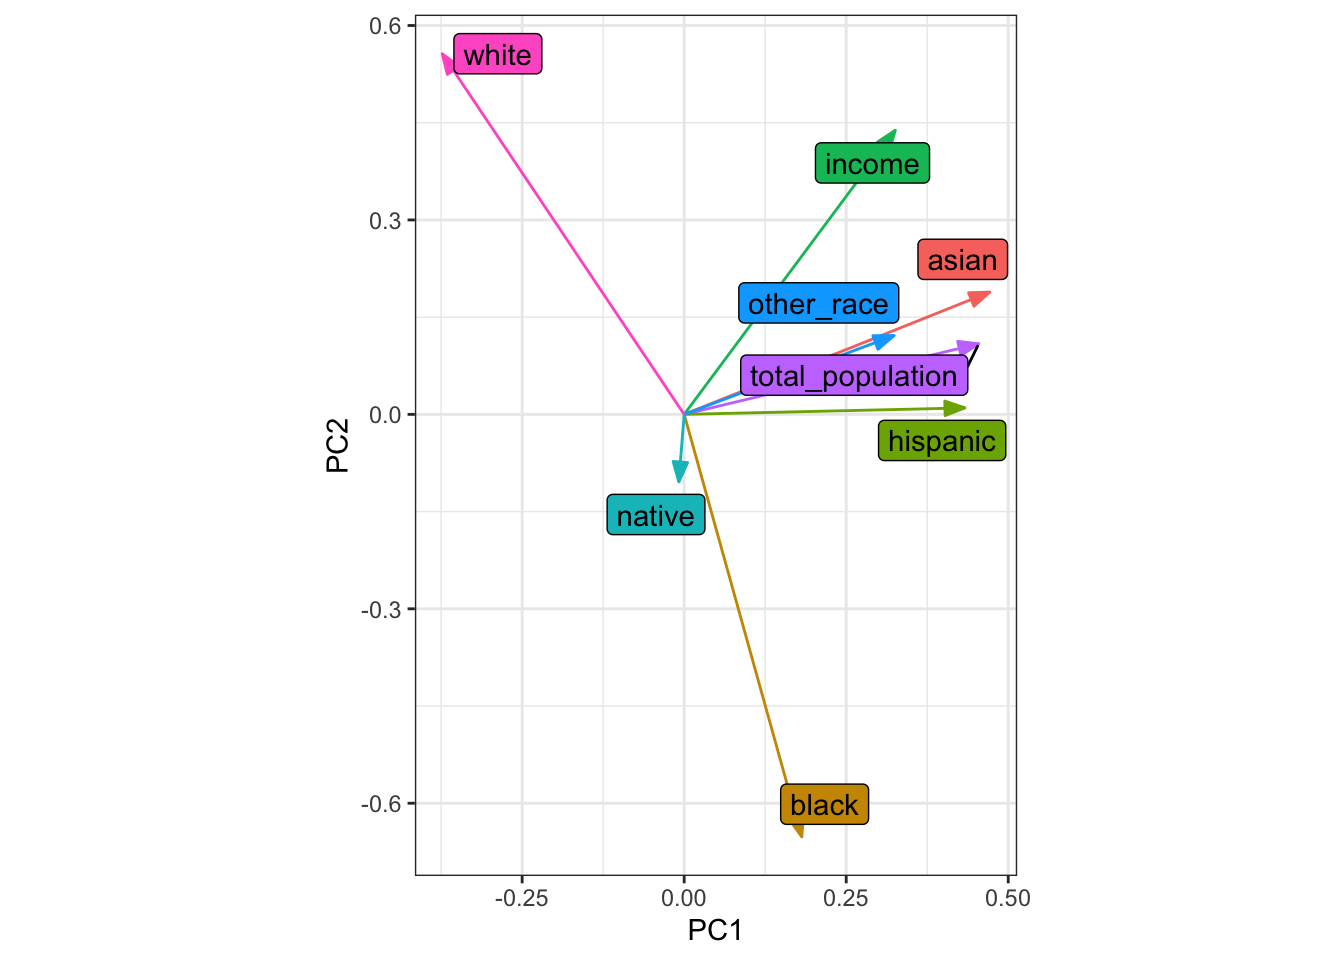 0.6
white
income
0.3
asian
other_race
total_population
0.0
hispanic
PC2
native
-0.3
-0.6
black
-0.25
0.00
0.25
0.50
PC1